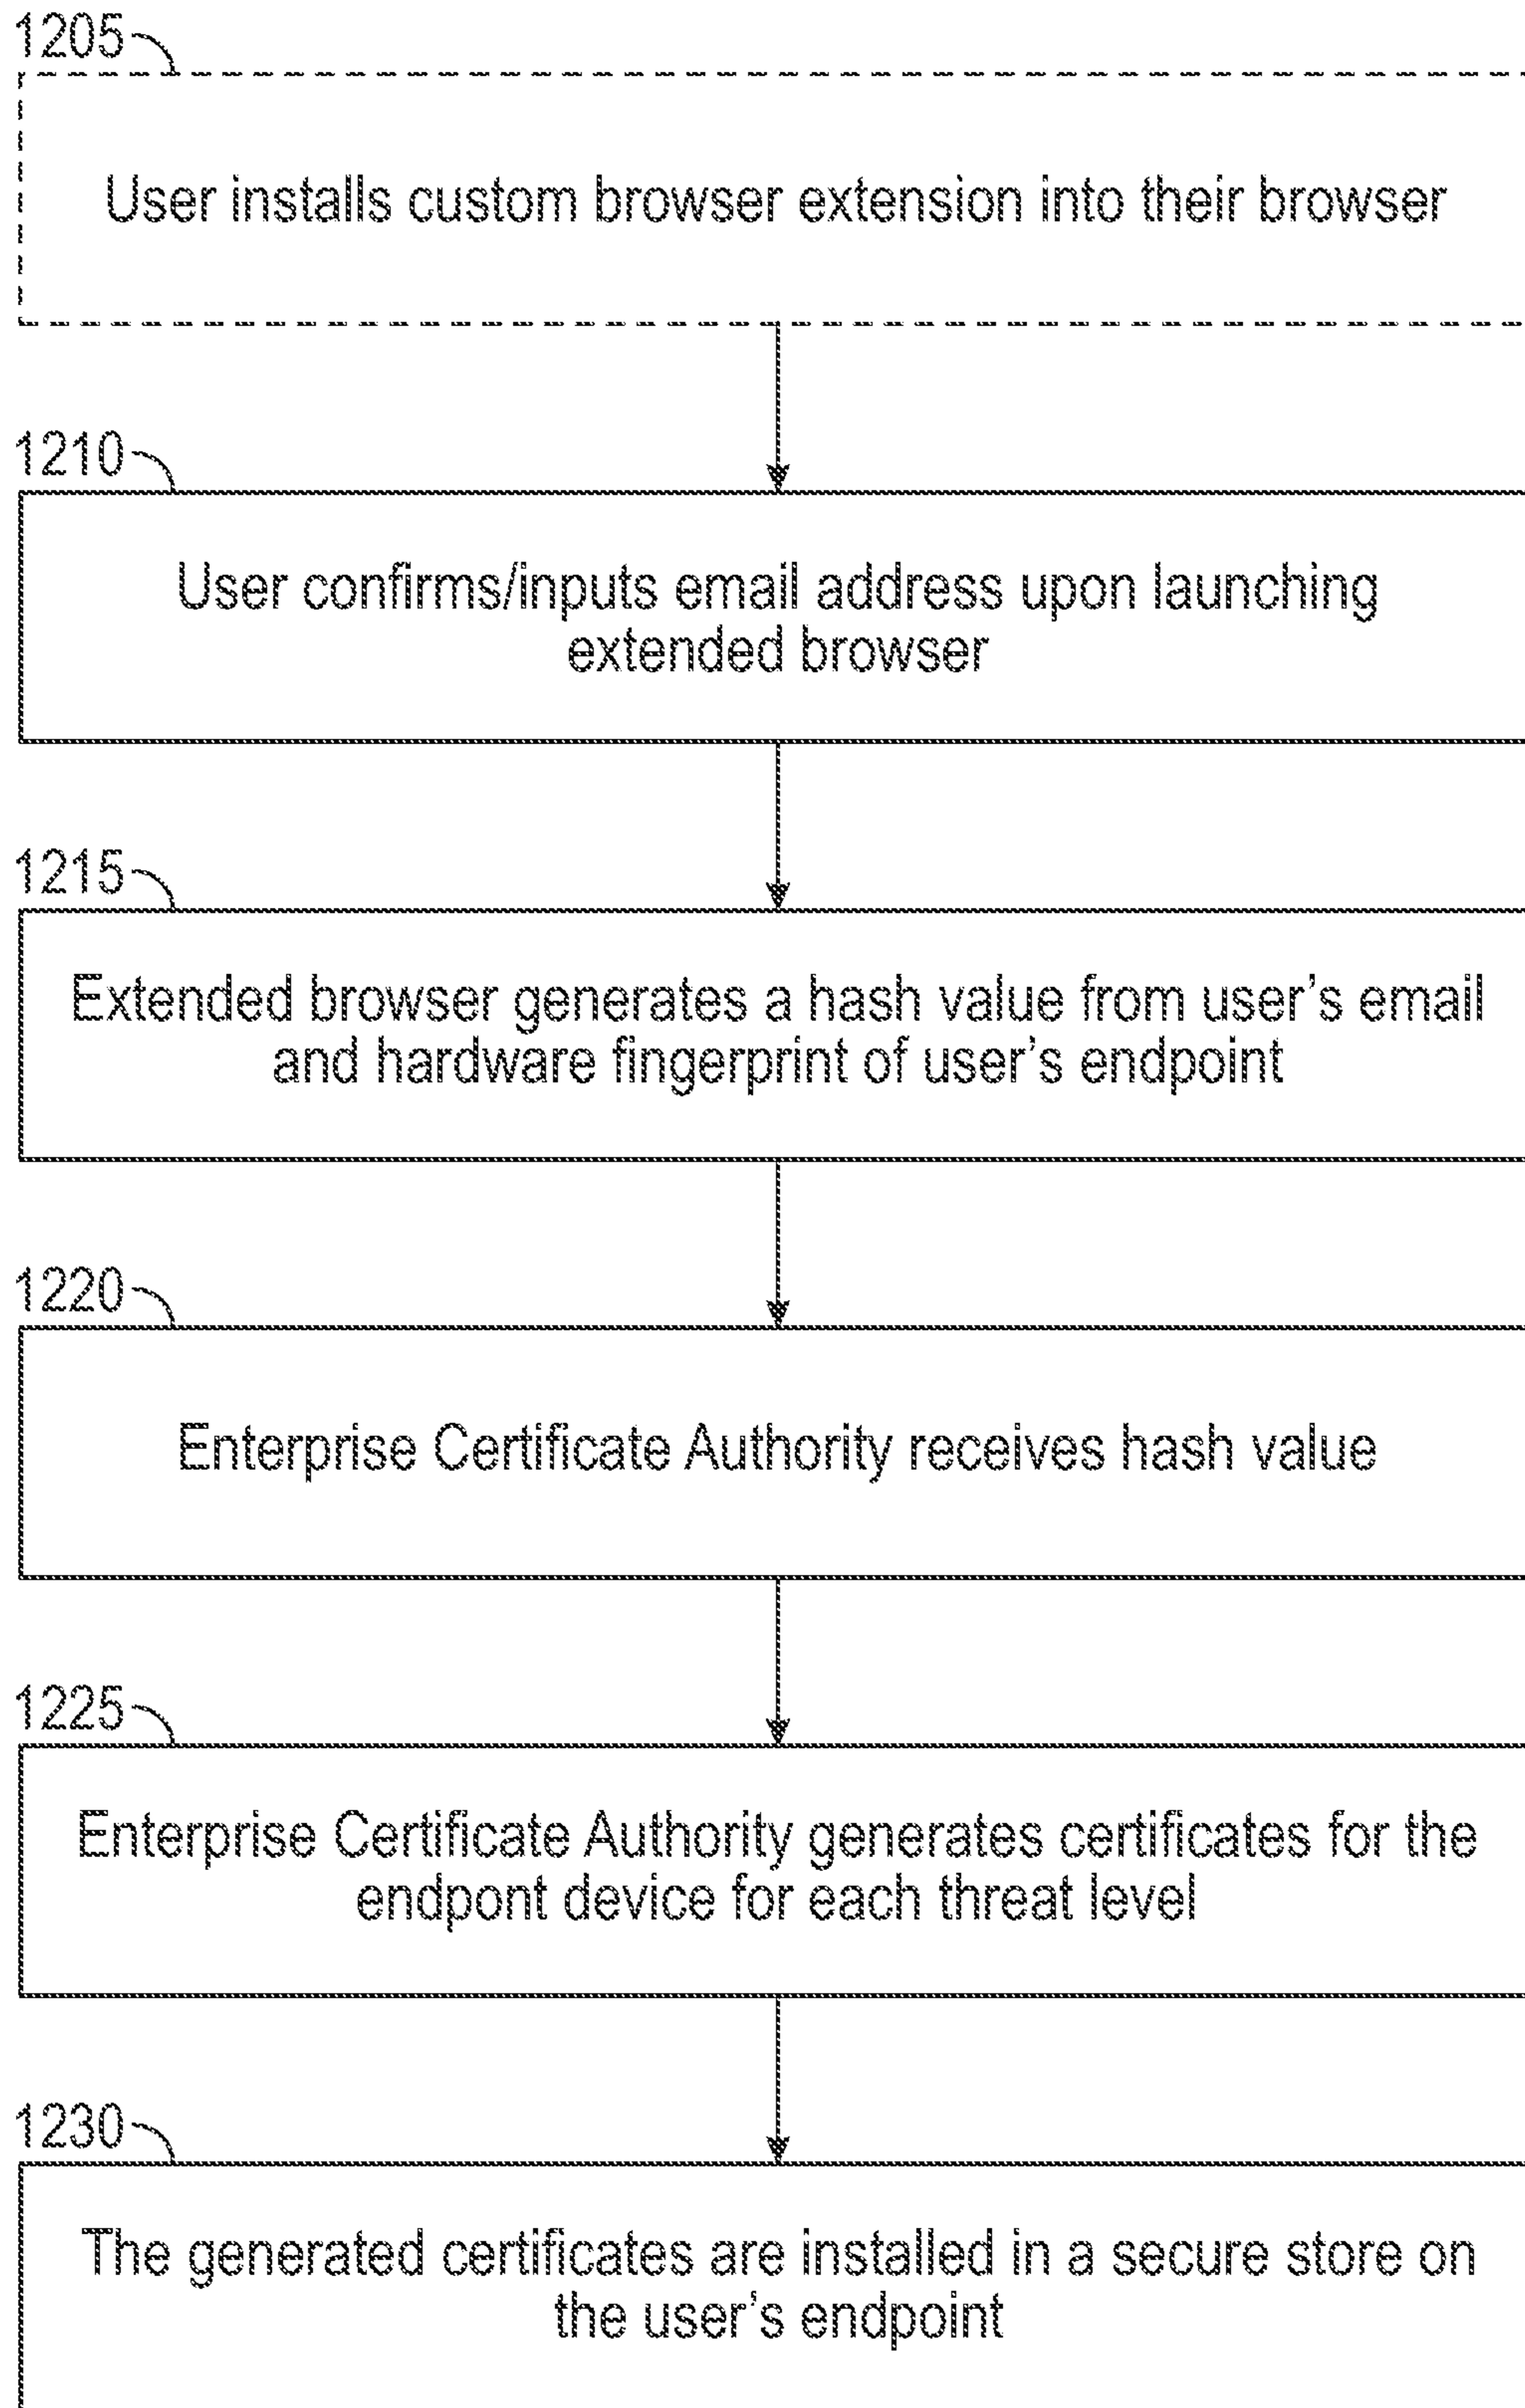 1205
User installs custom browser extension into their browser
1210
User confirms/inputs email address upon launching
extended browser
1215
Extended browser generates a hash value from user’s email
and hardware fingerprint of user’s endpoint
1220
Enterprise Certificate Authority receives hash value
1225
Enterprise Certificate Authority generates certificates for the
endpont device for each threat level
1230
The generated certificates are installed in a secure store on
the user’s endpoint